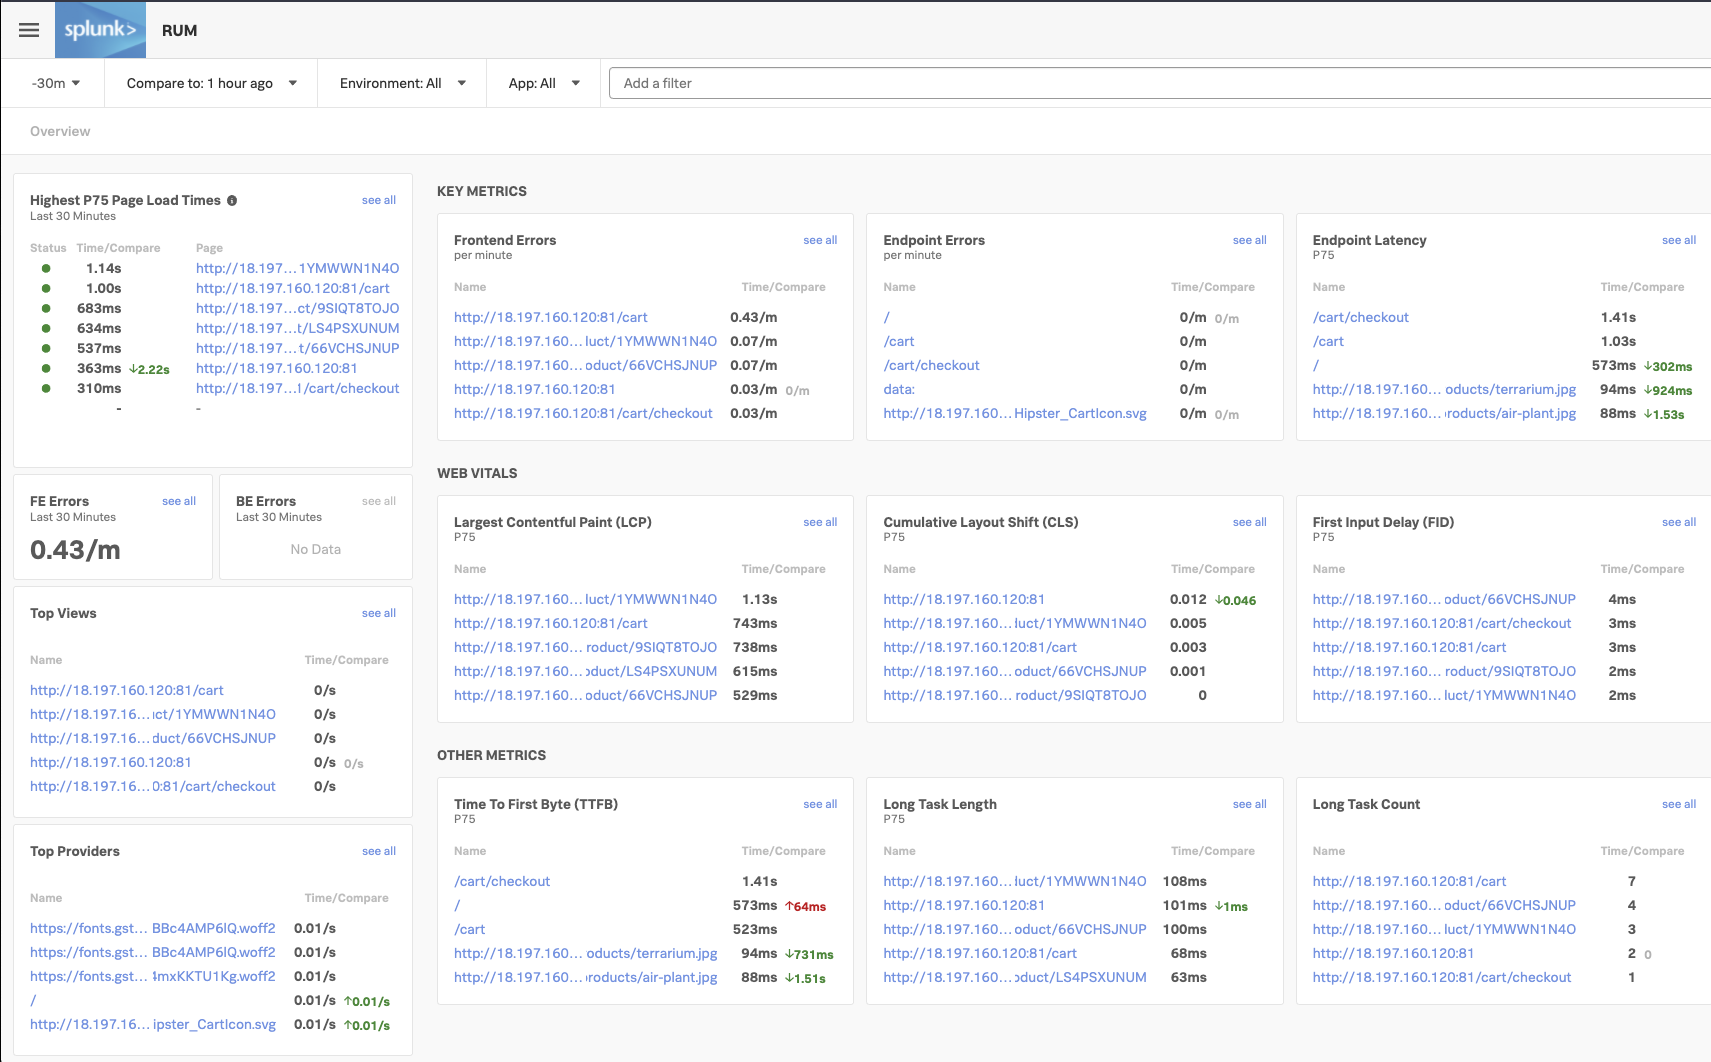 splunk> RUM
-30m Compare to: 1 hour ago Environment: All App: All Add a filter
Overview
Highest P75 Page Load Times see all
Last 30 Minutes
Status Time/Compare Page
1.14s http://18.197... 1YMWWN1N4O
1.00s http://18.197.160.120:81/cart
683ms http://18.197... ct/9SIQT8TOJO
634ms http://18.197... t/LS4PSXUNUM
537ms http://18.197... t/66VCHSJNUP
363ms ↓2.22s http://18.197.160.120:81
310ms http://18.197... 1/cart/checkout
- -
FE Errors see all
Last 30 Minutes
0.43/m
BE Errors see all
Last 30 Minutes
No Data
Top Views see all
Name Time/Compare
http://18.197.160.120:81/cart 0/s
http://18.197.16... ict/1YMWWN1N4O 0/s
http://18.197.16... duct/66VCHSJNUP 0/s
http://18.197.160.120:81 0/s 0/s
http://18.197.16... 0:81/cart/checkout 0/s
Top Providers see all
Name Time/Compare
https://fonts.gst... BBc4AMP6lQ.woff2 0.01/s
https://fonts.gst... BBc4AMP6lQ.woff2 0.01/s
https://fonts.gst... 4mxKKTU1Kg.woff2 0.01/s
/ 0.01/s ↑0.01/s
http://18.197.16... ipster_CartIcon.svg 0.01/s ↑0.01/s
KEY METRICS
Frontend Errors see all
per minute
Name Time/Compare
http://18.197.160.120:81/cart 0.43/m
http://18.197.160... luct/1YMWWN1N4O 0.07/m
http://18.197.160... oduct/66VCHSJNUP 0.07/m
http://18.197.160.120:81 0.03/m 0/m
http://18.197.160.120:81/cart/checkout 0.03/m
Endpoint Errors see all
per minute
Name Time/Compare
/ 0/m 0/m
/cart 0/m
/cart/checkout 0/m
data: 0/m
http://18.197.160... Hipster_CartIcon.svg 0/m 0/m
Endpoint Latency see all
P75
Name Time/Compare
/cart/checkout 1.41s
/cart 1.03s
/ 573ms ↓302ms
http://18.197.160... oducts/terrarium.jpg 94ms ↓924ms
http://18.197.160... roducts/air-plant.jpg 88ms ↓1.53s
WEB VITALS
Largest Contentful Paint (LCP) see all
P75
Name Time/Compare
http://18.197.160... luct/1YMWWN1N4O 1.13s
http://18.197.160.120:81/cart 743ms
http://18.197.160... roduct/9SIQT8TOJO 738ms
http://18.197.160... oduct/LS4PSXUNUM 615ms
http://18.197.160... oduct/66VCHSJNUP 529ms
Cumulative Layout Shift (CLS) see all
P75
Name Time/Compare
http://18.197.160.120:81 0.012 ↓0.046
http://18.197.160... luct/1YMWWN1N4O 0.005
http://18.197.160.120:81/cart 0.003
http://18.197.160... oduct/66VCHSJNUP 0.001
http://18.197.160... roduct/9SIQT8TOJO 0
First Input Delay (FID) see all
P75
Name Time/Compare
http://18.197.160... oduct/66VCHSJNUP 4ms
http://18.197.160.120:81/cart/checkout 3ms
http://18.197.160.120:81/cart 3ms
http://18.197.160... roduct/9SIQT8TOJO 2ms
http://18.197.160... luct/1YMWWN1N4O 2ms
OTHER METRICS
Time To First Byte (TTFB) see all
P75
Name Time/Compare
/cart/checkout 1.41s
/ 573ms ↑64ms
/cart 523ms
http://18.197.160... oducts/terrarium.jpg 94ms ↓731ms
http://18.197.160... roducts/air-plant.jpg 88ms ↓1.51s
Long Task Length see all
P75
Name Time/Compare
http://18.197.160... luct/1YMWWN1N4O 108ms
http://18.197.160.120:81 101ms ↓1ms
http://18.197.160... oduct/66VCHSJNUP 100ms
http://18.197.160.120:81/cart 68ms
http://18.197.160... oduct/LS4PSXUNUM 63ms
Long Task Count see all
Name Time/Compare
http://18.197.160.120:81/cart 7
http://18.197.160... oduct/66VCHSJNUP 4
http://18.197.160... luct/1YMWWN1N4O 3
http://18.197.160.120:81 2 0
http://18.197.160.120:81/cart/checkout 1